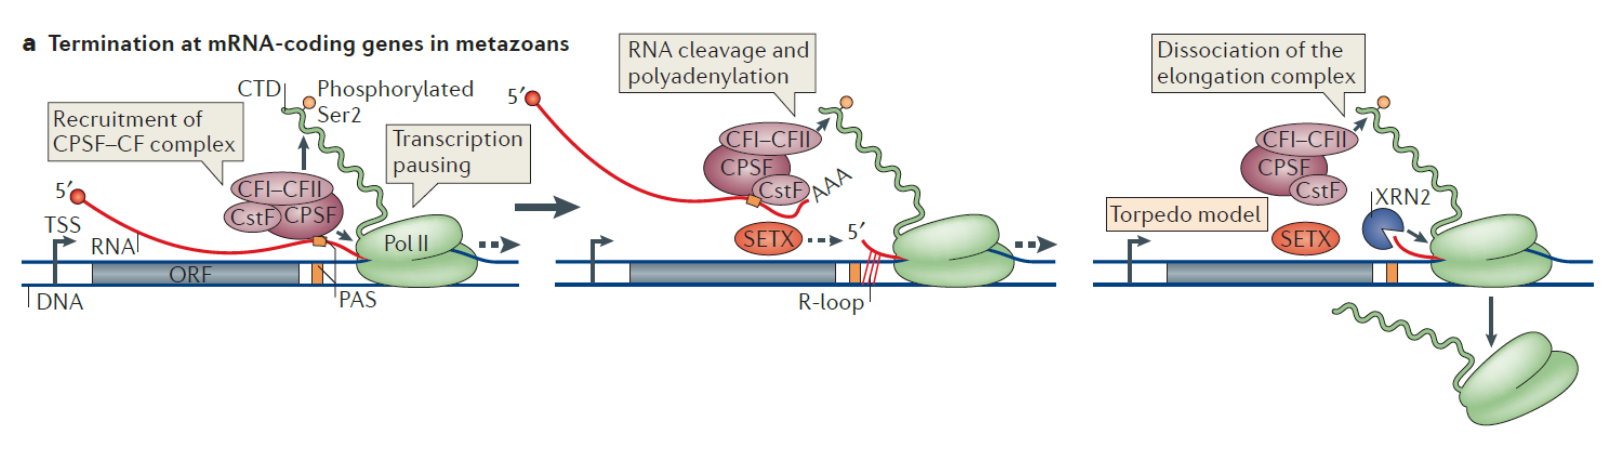 a Termination at mRNA-coding genes in metazoans
Recruitment of
CPSF–CF complex
CTD
Phosphorylated
Ser2
Transcription
pausing
5′
TSS
RNA
CFI–CFII
CstF
CPSF
Pol II
ORF
DNA
PAS
RNA cleavage and
polyadenylation
5′
CFI–CFII
CPSF
CstF
AAA
SETX
5′
R-loop
Dissociation of the
elongation complex
CFI–CFII
CPSF
CstF
XRN2
Torpedo model
SETX